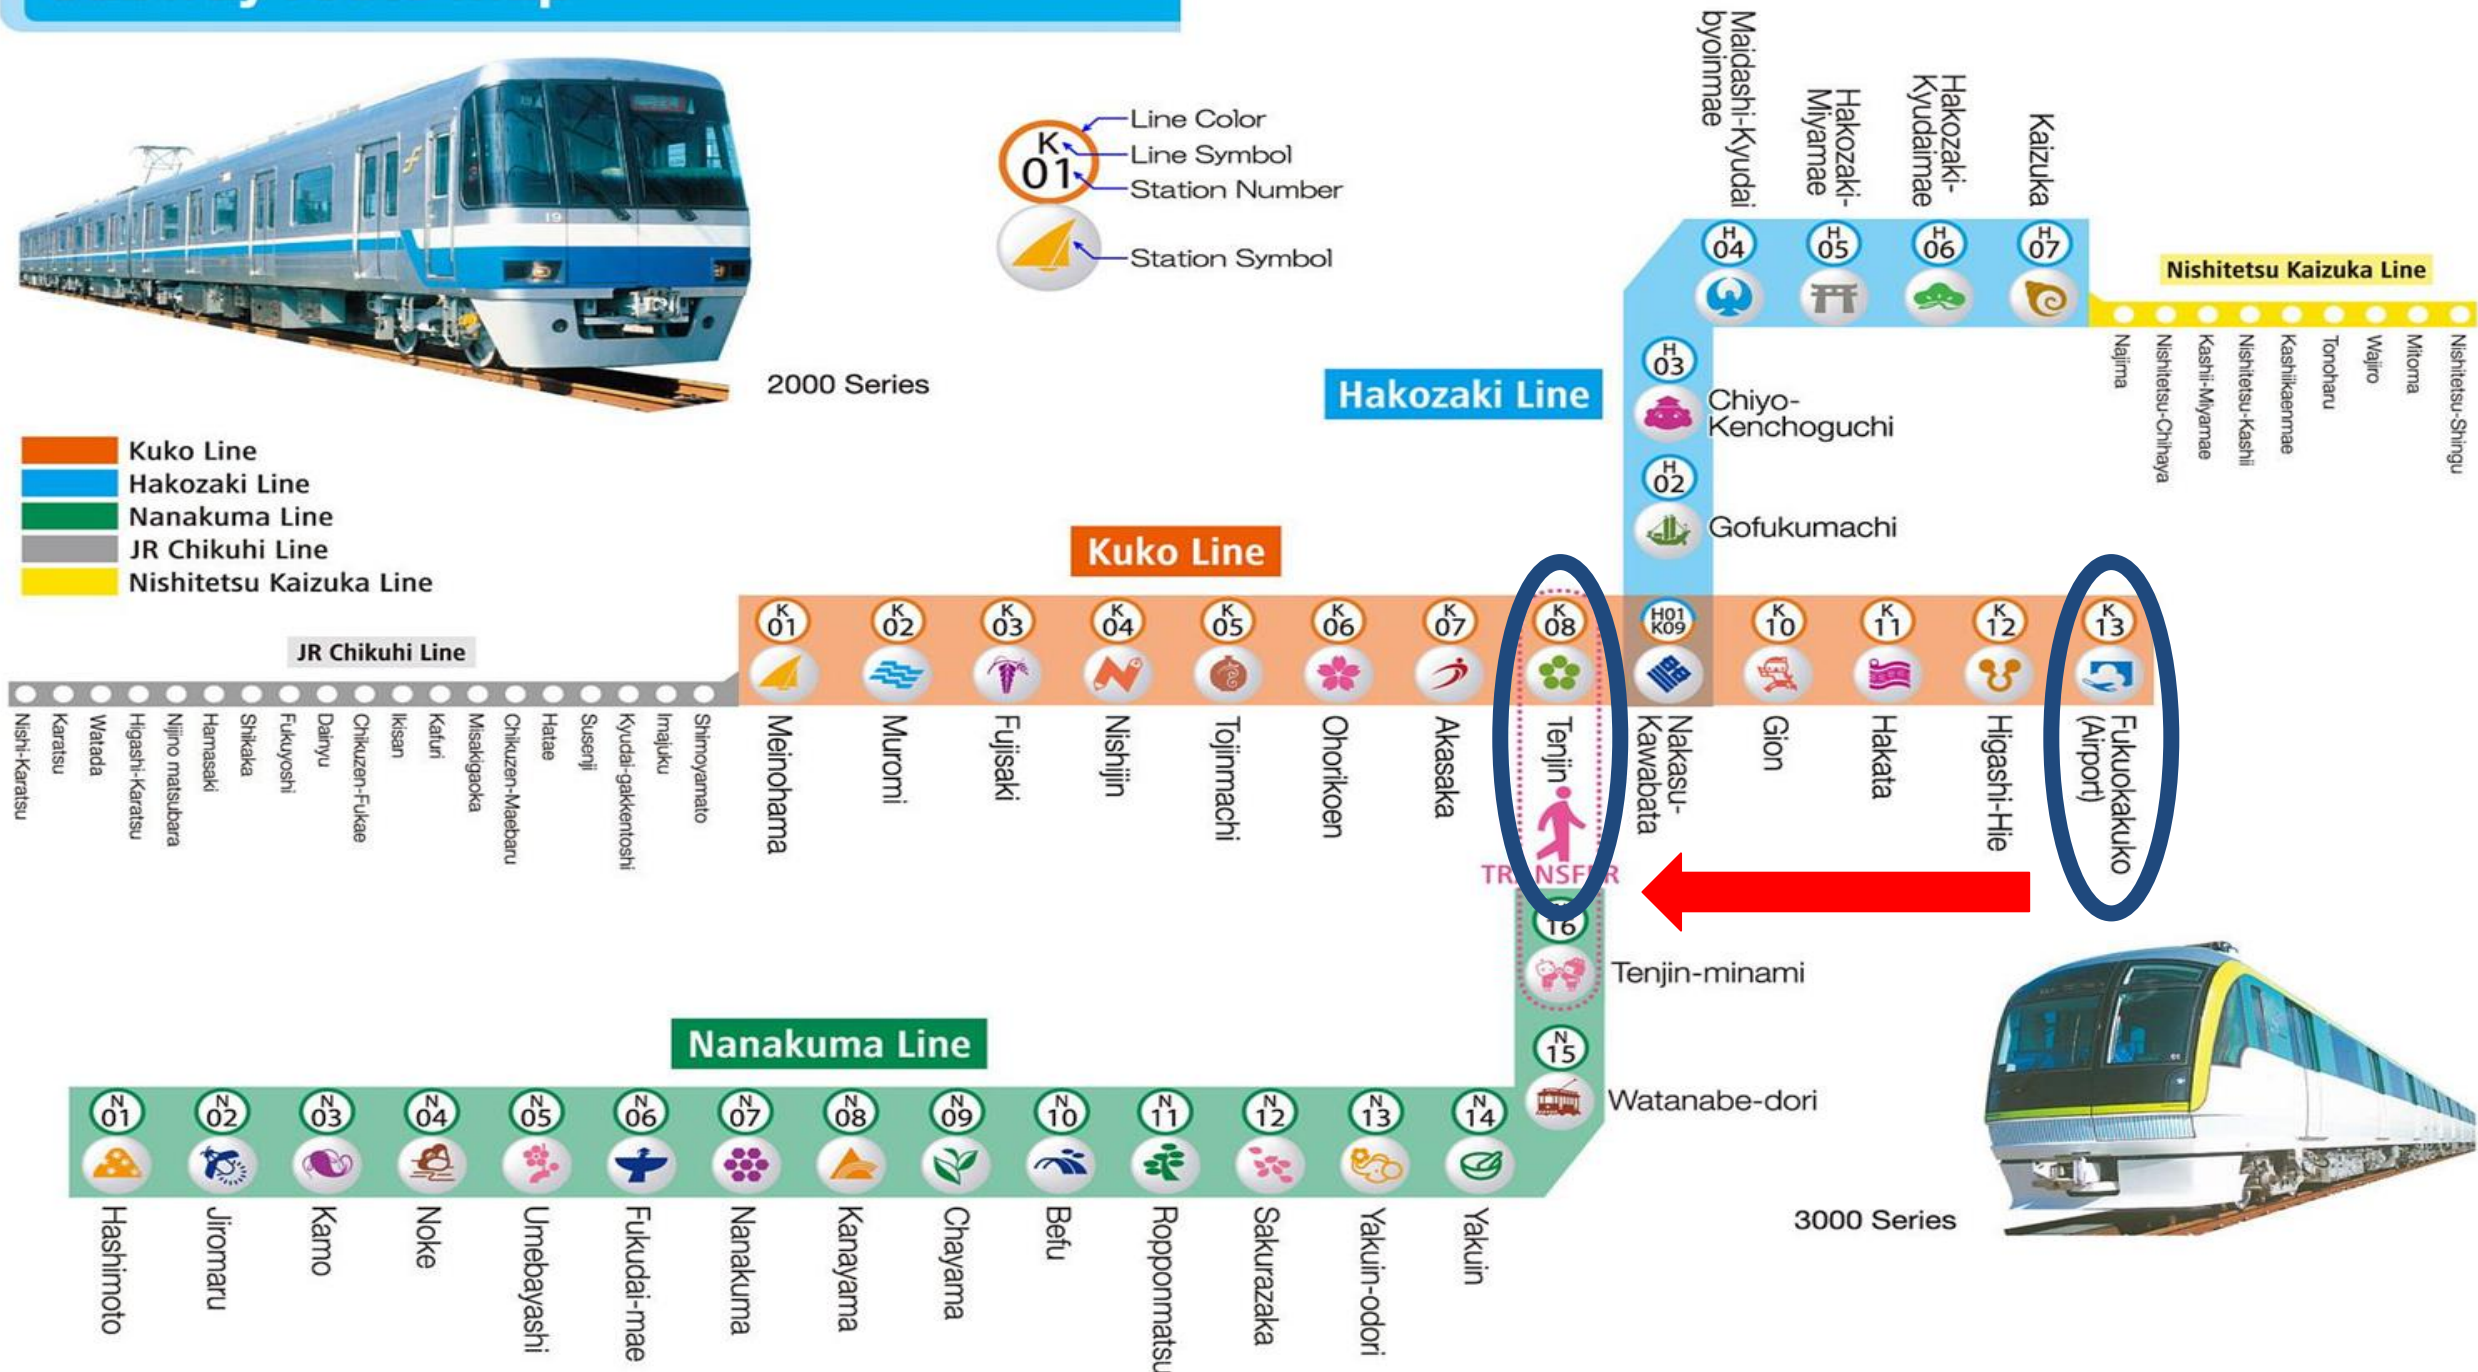 Line Color
K
01
Line Symbol
Station Number
Station Symbol
2000 Series
Kuko Line
Hakozaki Line
Nanakuma Line
JR Chikuhi Line
Nishitetsu Kaizuka Line
Maidashi-Kyudai
byoinmae
Hakozaki-
Miyamae
Hakozaki-
Kyudaimae
Kaizuka
H
04
H
05
H
06
H
07
Nishitetsu Kaizuka Line
Najima
Nishitetsu-Chihaya
Kashii-Miyamae
Nishitetsu-Kashii
Kashiikaenmae
Tonoharu
Wajiro
Mitoma
Nishitetsu-Shingu
Hakozaki Line
H
03
Chiyo-
Kenchoguchi
H
02
Gofukumachi
Kuko Line
K
01
K
02
K
03
K
04
K
05
K
06
K
07
K
08
H01
K09
K
10
K
11
K
12
K
13
JR Chikuhi Line
Nishi-Karatsu
Karatsu
Watada
Higashi-Karatsu
Nijino matsubara
Hamasaki
Shikaka
Fukuyoshi
Dainyu
Chikuzen-Fukae
Ikisan
Kafuri
Misakigaoka
Chikuzen-Maebaru
Hatae
Susenji
Kyudai-gakkentoshi
Imajuku
Shimoyamato
Meinohama
Muromi
Fujisaki
Nishijin
Tojinmachi
Ohorikoen
Akasaka
Tenjin
Nakasu-
Kawabata
Gion
Hakata
Higashi-Hie
Fukuokakuko
(Airport)
TRANSFER
16
Tenjin-minami
N
15
Watanabe-dori
Nanakuma Line
N
01
N
02
N
03
N
04
N
05
N
06
N
07
N
08
N
09
N
10
N
11
N
12
N
13
N
14
Hashimoto
Jiromaru
Kamo
Noke
Umebayashi
Fukudai-mae
Nanakuma
Kanayama
Chayama
Befu
Ropponmatsu
Sakurazaka
Yakuin-odori
Yakuin
3000 Series
19